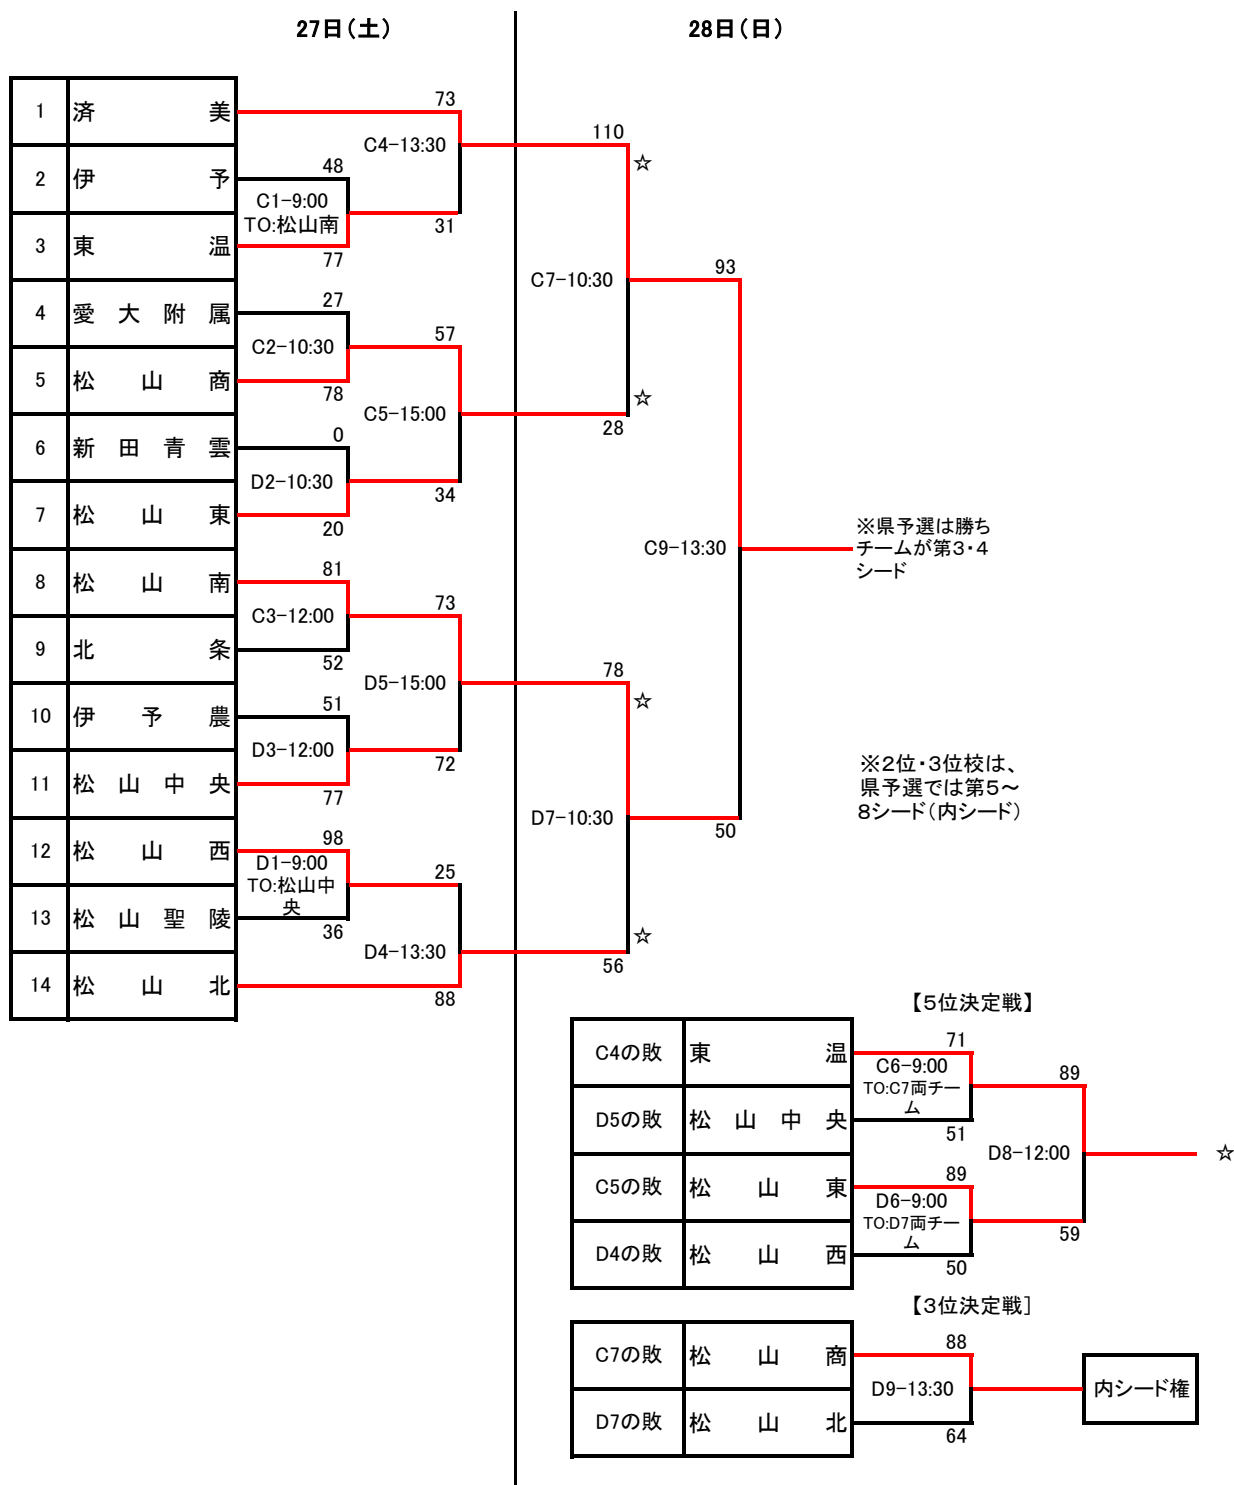 27日(土)
28日(日)
1 済美
2 伊予
3 東温
4 愛大附属
5 松山商
6 新田青雲
7 松山東
8 松山南
9 北条
10 伊予農
11 松山中央
12 松山西
13 松山聖陵
14 松山北
73
C4-13:30
31
48
C1-9:00
TO:松山南
77
27
C2-10:30
78
57
C5-15:00
34
0
D2-10:30
20
81
C3-12:00
52
73
D5-15:00
72
51
D3-12:00
77
98
D1-9:00
TO:松山中
央
36
25
D4-13:30
88
110
☆
C7-10:30
☆
28
93
C9-13:30
50
78
☆
D7-10:30
☆
56
※県予選は勝ち
チームが第3・4
シード
※2位・3位校は、
県予選では第5~
8シード(内シード)
【5位決定戦】
C4の敗 東温
D5の敗 松山中央
C5の敗 松山東
D4の敗 松山西
71
C6-9:00
TO:C7両チー
ム
51
89
D6-9:00
TO:D7両チー
ム
50
89
D8-12:00
59
☆
【3位決定戦]
C7の敗 松山商
D7の敗 松山北
88
D9-13:30
64
内シード権